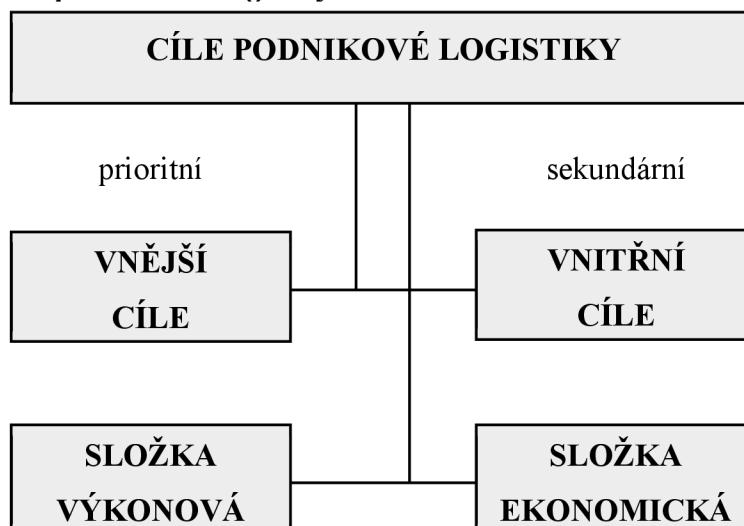 CÍLE PODNIKOVÉ LOGISTIKY
prioritní
sekundární
VNĚJŠÍ
CÍLE
VNITŘNÍ
CÍLE
SLOŽKA
VÝKONOVÁ
SLOŽKA
EKONOMICKÁ